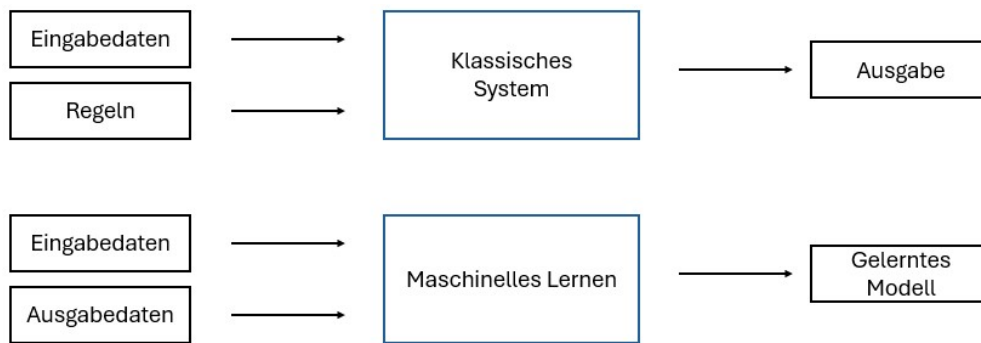 Eingabedaten
Regeln
Klassisches
System
Ausgabe
Eingabedaten
Ausgabedaten
Maschinelles Lernen
Gelerntes
Modell